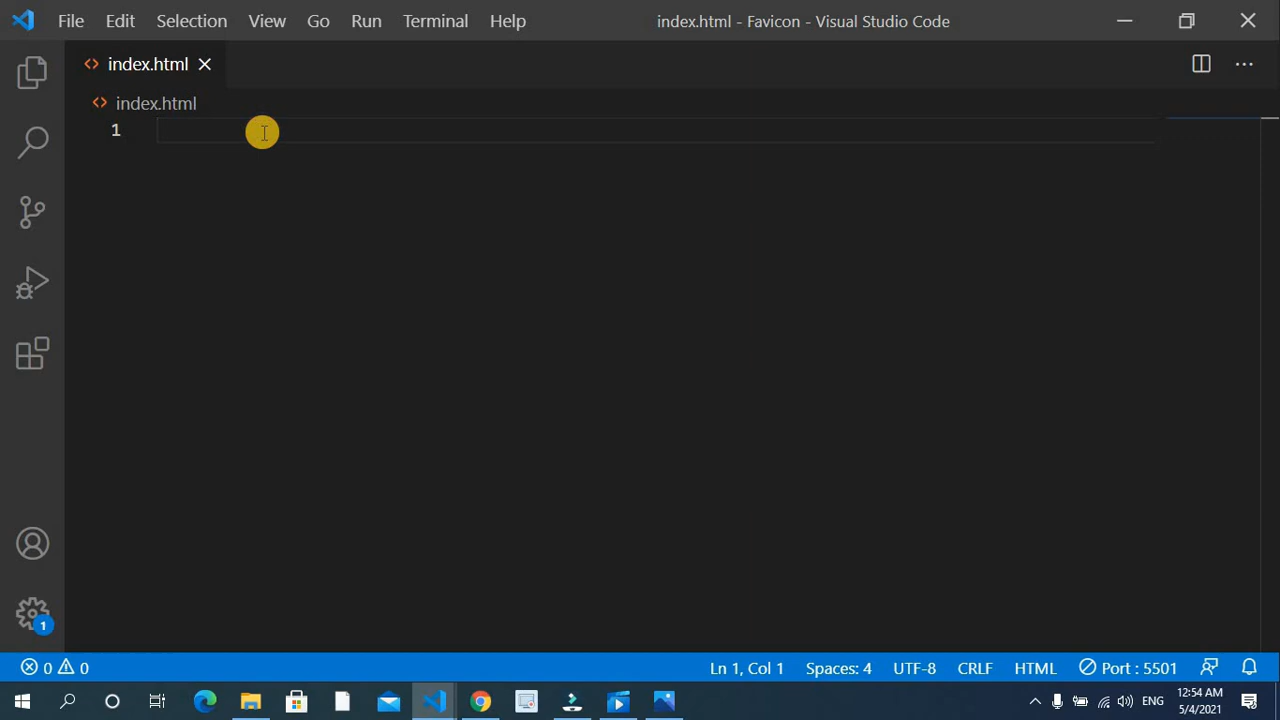 File Edit Selection View Go Run Terminal Help index.html - Favicon - Visual Studio Code
index.html
index.html
1
1
0 0 Ln 1, Col 1 Spaces: 4 UTF-8 CRLF HTML Port : 5501
ENG 12:54 AM
5/4/2021